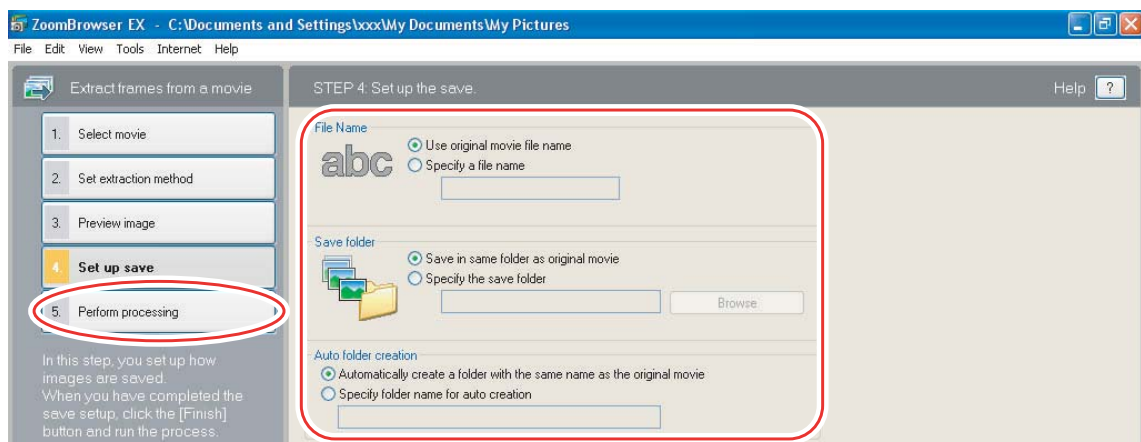 ZoomBrowser EX - C:\Documents and Settings\xxx\My Documents\My Pictures
File Edit View Tools Internet Help
Extract frames from a movie
STEP 4: Set up the save.
Help ?
1. Select movie
2. Set extraction method
3. Preview image
4. Set up save
5. Perform processing
In this step, you set up how
images are saved.
When you have completed the
save setup, click the [Finish]
button and run the process.
File Name
abc
Use original movie file name
Specify a file name
Save folder
Save in same folder as original movie
Specify the save folder
Browse
Auto folder creation
Automatically create a folder with the same name as the original movie
Specify folder name for auto creation